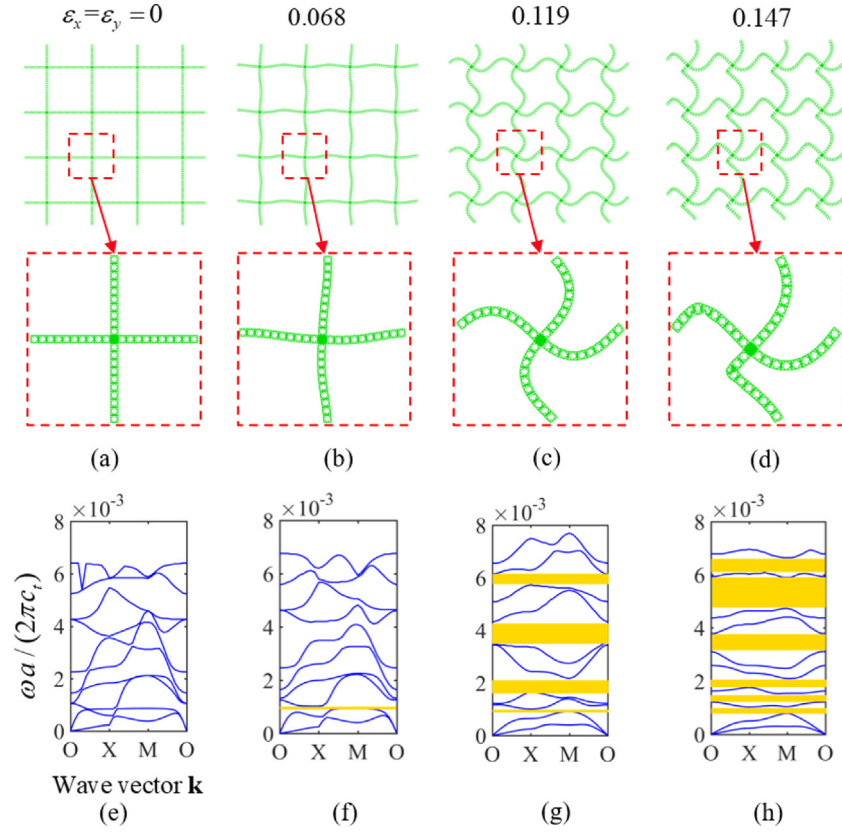 εₓ=εᵧ=0 0.068 0.119 0.147
(a) (b) (c) (d)
×10⁻³ ×10⁻³ ×10⁻³ ×10⁻³
8 8 8 8
6 6 6 6
4 4 4 4
2 2 2 2
0 0 0 0
ωa/(2πcₜ)
O X M O O X M O O X M O O X M O
Wave vector k
(e) (f) (g) (h)